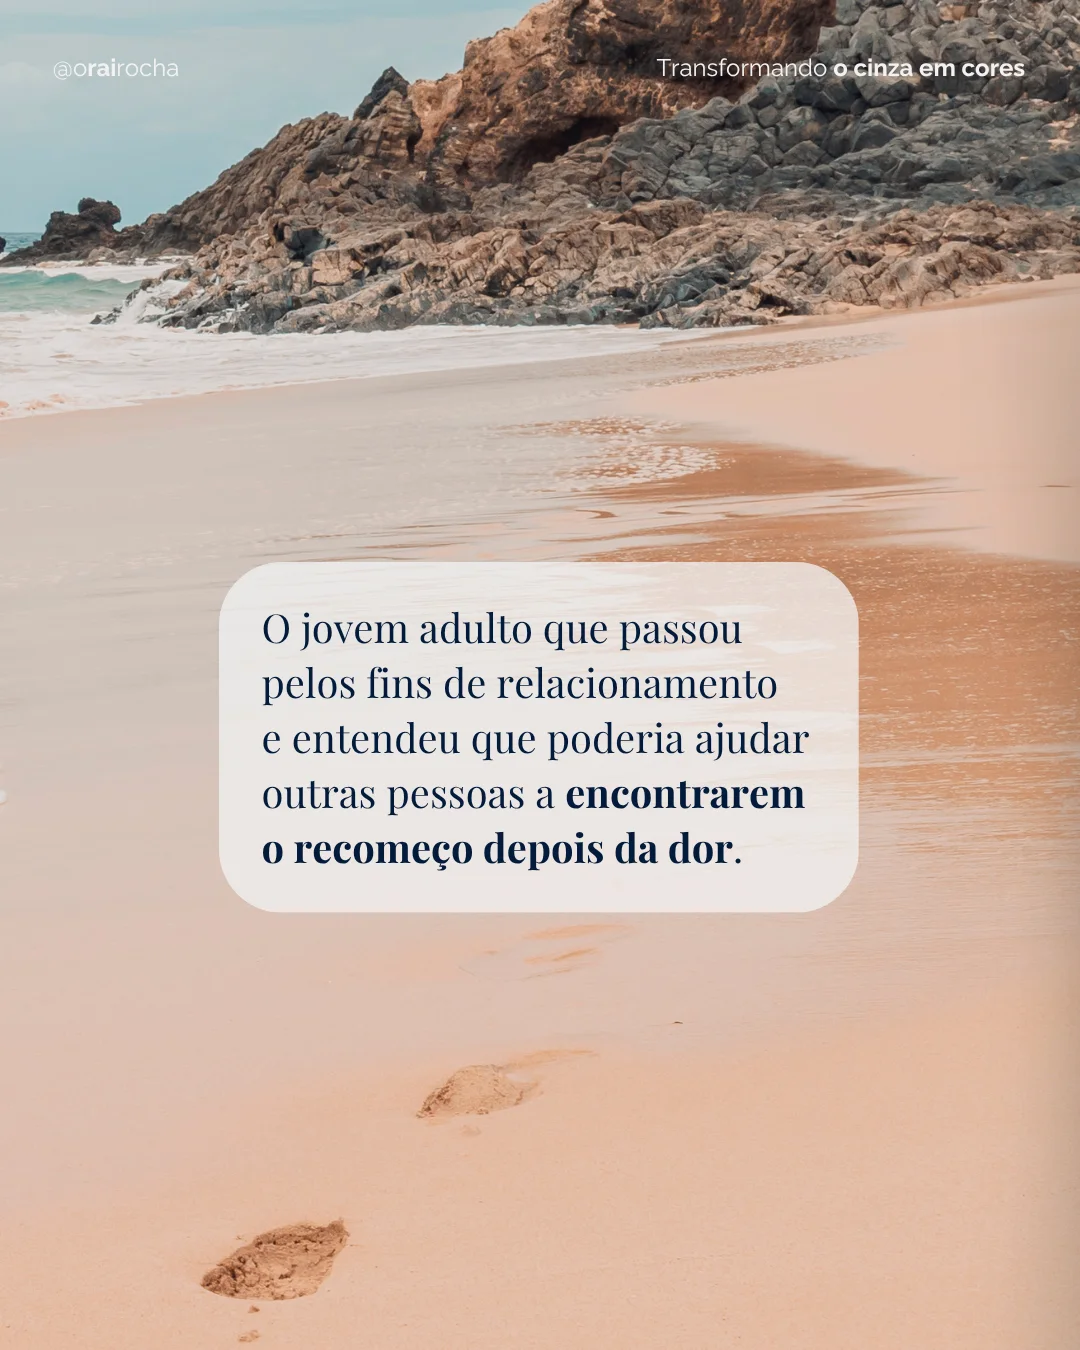 @orairocha
Transformando o cinza em cores
O jovem adulto que passou
pelos fins de relacionamento
e entendeu que poderia ajudar
outras pessoas a encontrarem
o recomeço depois da dor.